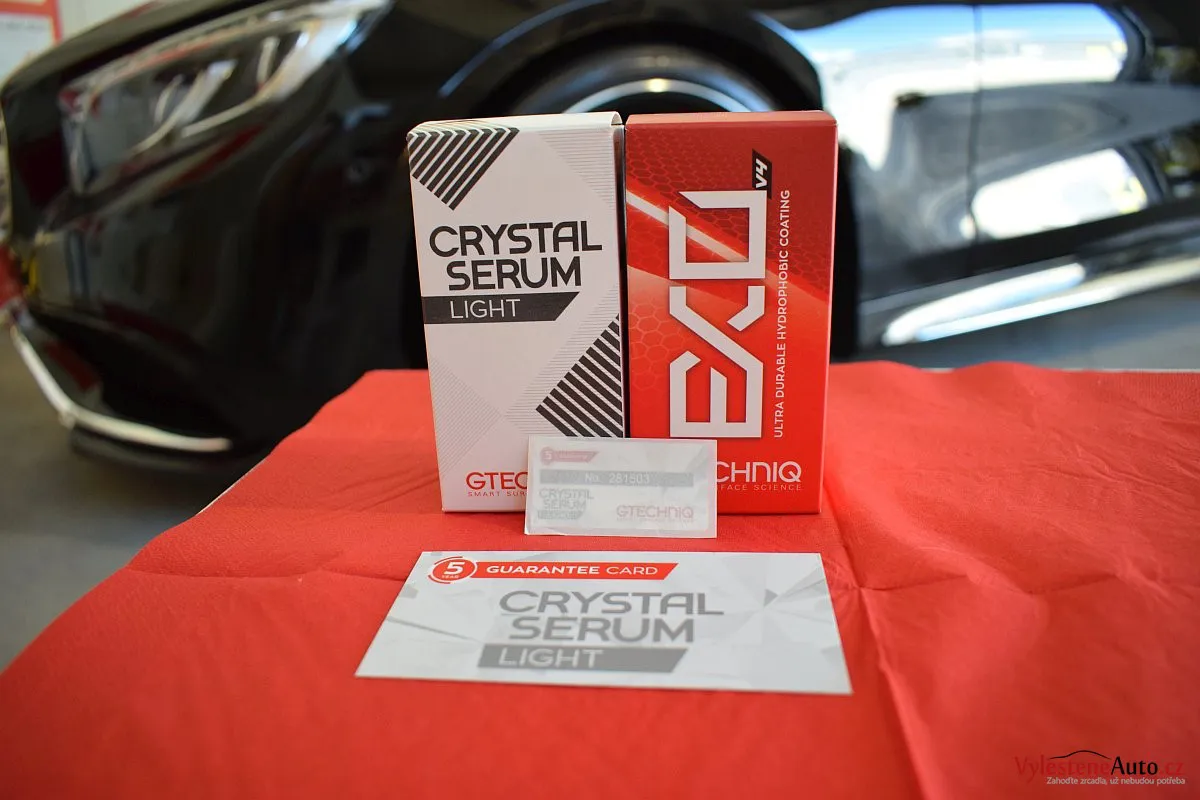 CRYSTAL
SERUM
LIGHT
GTEC
SMART SUR
EXO
V4
ULTRA DURABLE HYDROPHOBIC COATING
CHNIQ
FACE SCIENCE
5
No. 281503
CRYSTAL
SERUM
GTECHNIQ
5 YEAR
GUARANTEE CARD
CRYSTAL
SERUM
LIGHT
VylesteneAuto.cz
Zahoďte zrcadla, už nebudou potřeba